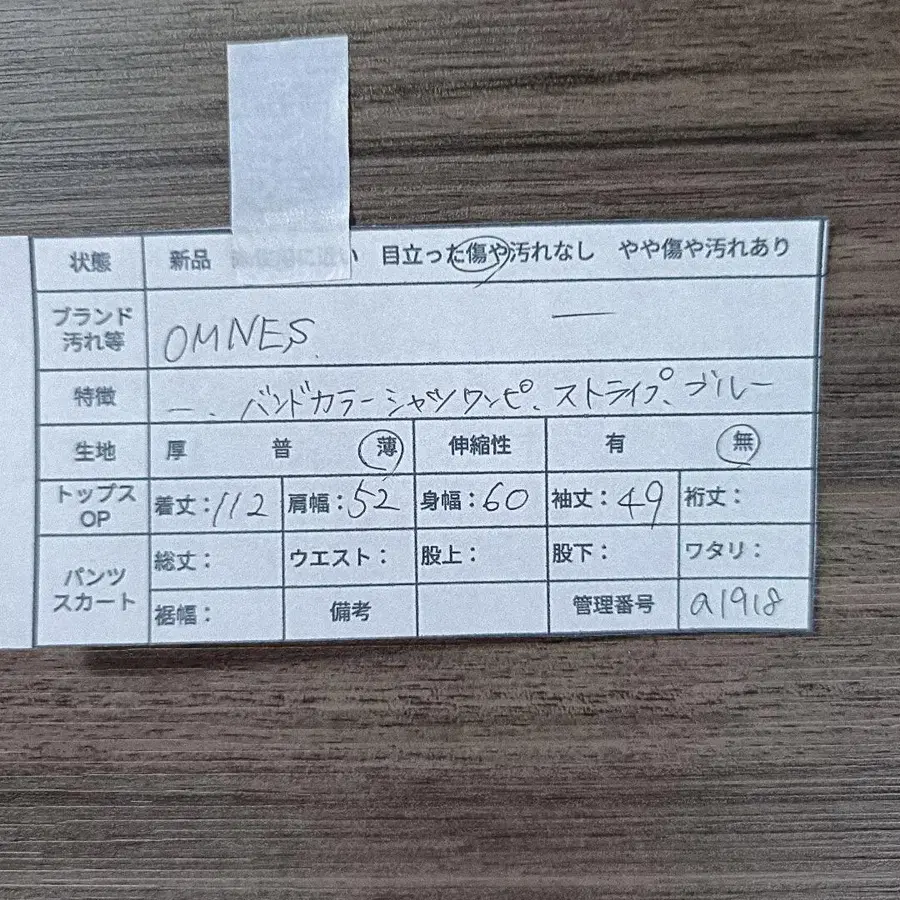 状態 新品 い 目立った傷や汚れなし やや傷や汚れあり
ブランド
汚れ等 OMNES. ー
特徴 ー、バンドカラーシャツワンピ、ストライプ、ブルー
生地 厚 普 薄 伸縮性 有 無
トップス
OP 着丈:112 肩幅:52 身幅:60 袖丈:49 裄丈:
パンツ
スカート 総丈: ウエスト: 股上: 股下: ワタリ:
裾幅: 備考 管理番号 a1918